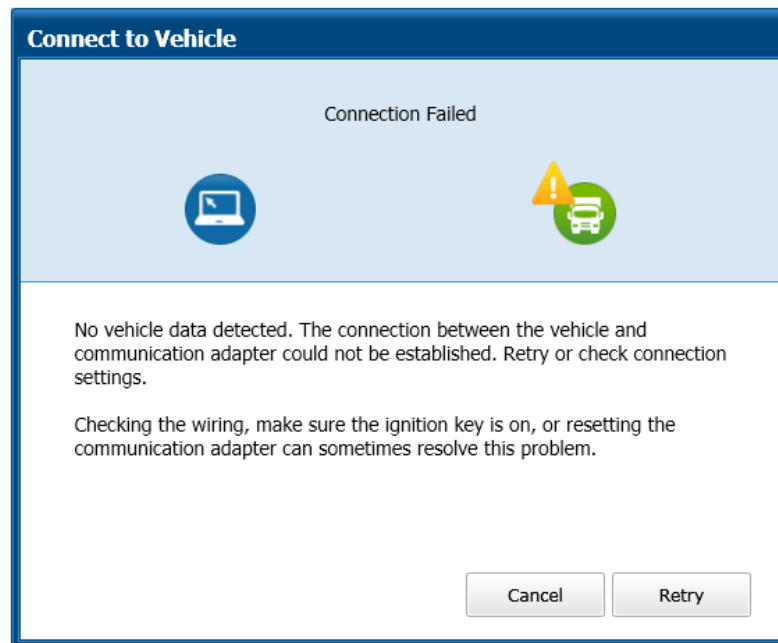 Connect to Vehicle
Connection Failed
No vehicle data detected. The connection between the vehicle and
communication adapter could not be established. Retry or check connection
settings.
Checking the wiring, make sure the ignition key is on, or resetting the
communication adapter can sometimes resolve this problem.
Cancel
Retry